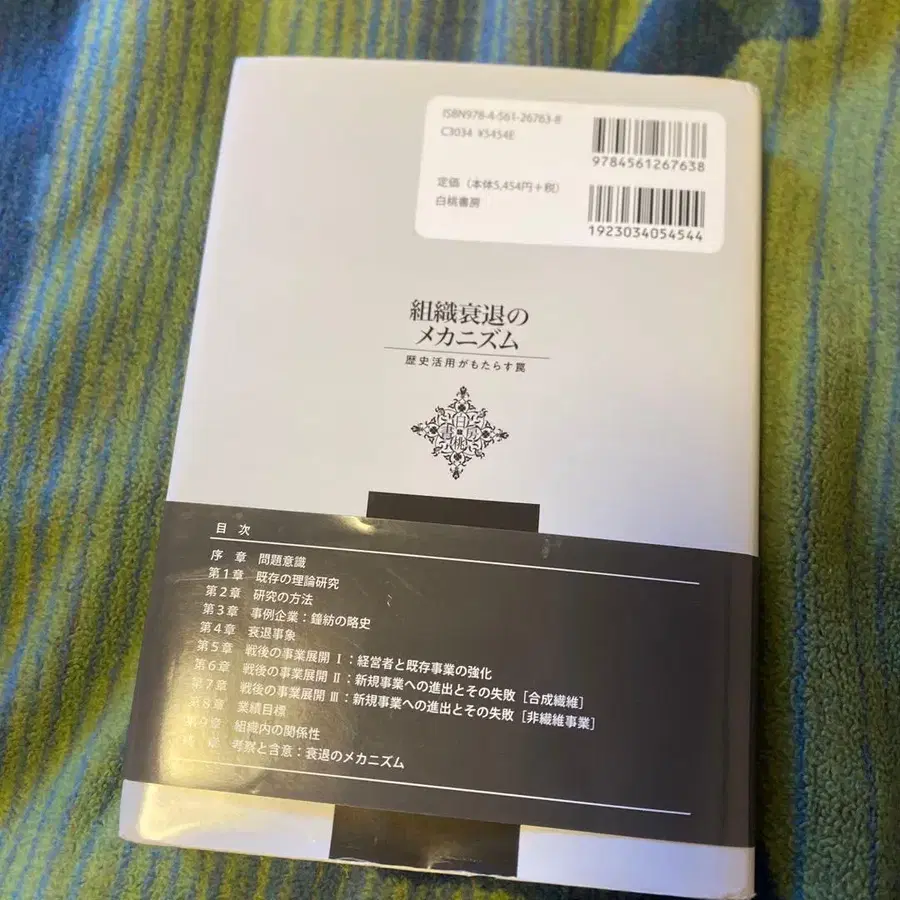 ISBN978-4-561-26763-8
C3034 ¥5454E
9784561267638
定価（本体5,454円＋税）
白桃書房
1923034054544
組織衰退の
メカニズム
歴史活用がもたらす罠
白桃書房
目次
序章 問題意識
第1章 既存の理論研究
第2章 研究の方法
第3章 事例企業：鐘紡の略史
第4章 衰退事象
第5章 戦後の事業展開 Ⅰ：経営者と既存事業の強化
第6章 戦後の事業展開 Ⅱ：新規事業への進出とその失敗［合成繊維］
第7章 戦後の事業展開 Ⅲ：新規事業への進出とその失敗［非繊維事業］
第8章 業績目標
第9章 組織内の関係性
章 考察と含意：衰退のメカニズム